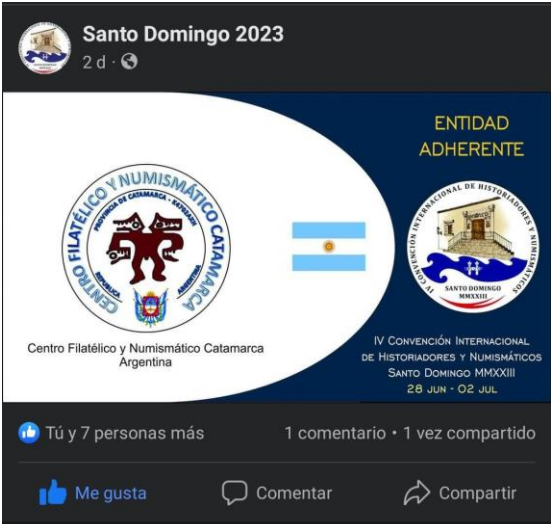 Santo Domingo 2023
2 d ·
CENTRO FILATÉLICO Y NUMISMÁTICO CATAMARCA
PROVINCIA DE CATAMARCA -
REPUBLICA
ARGENTINA
Centro Filatélico y Numismático Catamarca
Argentina
ENTIDAD
ADHERENTE
IV CONVENCIÓN INTERNACIONAL DE HISTORIADORES Y NUMISMÁTICOS
SANTO DOMINGO
MMXXIII
IV CONVENCIÓN INTERNACIONAL
DE HISTORIADORES Y NUMISMÁTICOS
SANTO DOMINGO MMXXIII
28 JUN - 02 JUL
Tú y 7 personas más
1 comentario • 1 vez compartido
Me gusta
Comentar
Compartir